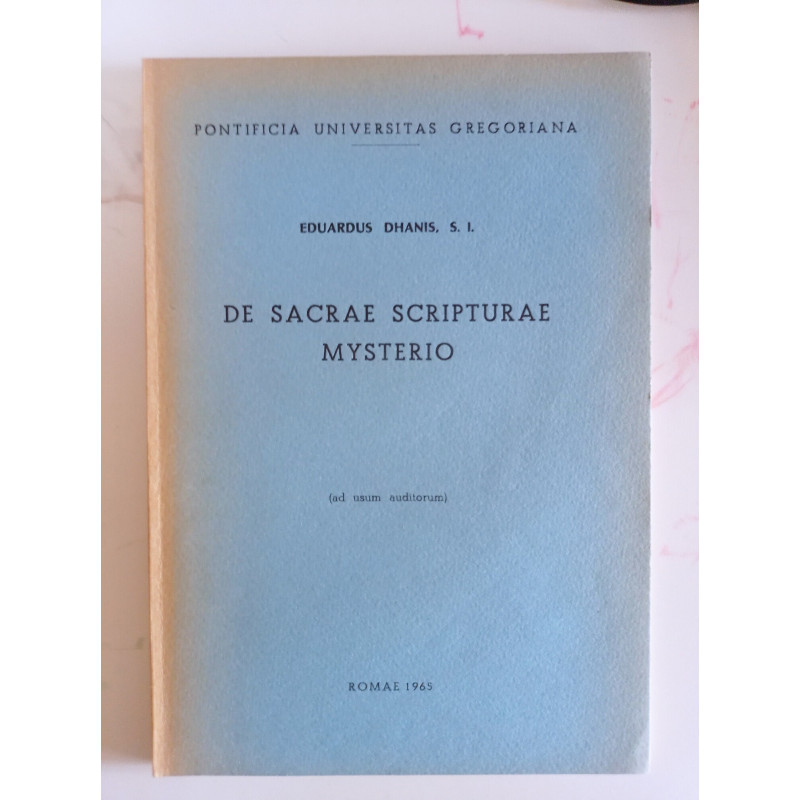 PONTIFICIA UNIVERSITAS GREGORIANA
EDUARDUS DHANIS, S. I.
DE SACRAE SCRIPTURAE
MYSTERIO
(ad usum auditorum)
ROMAE 1965